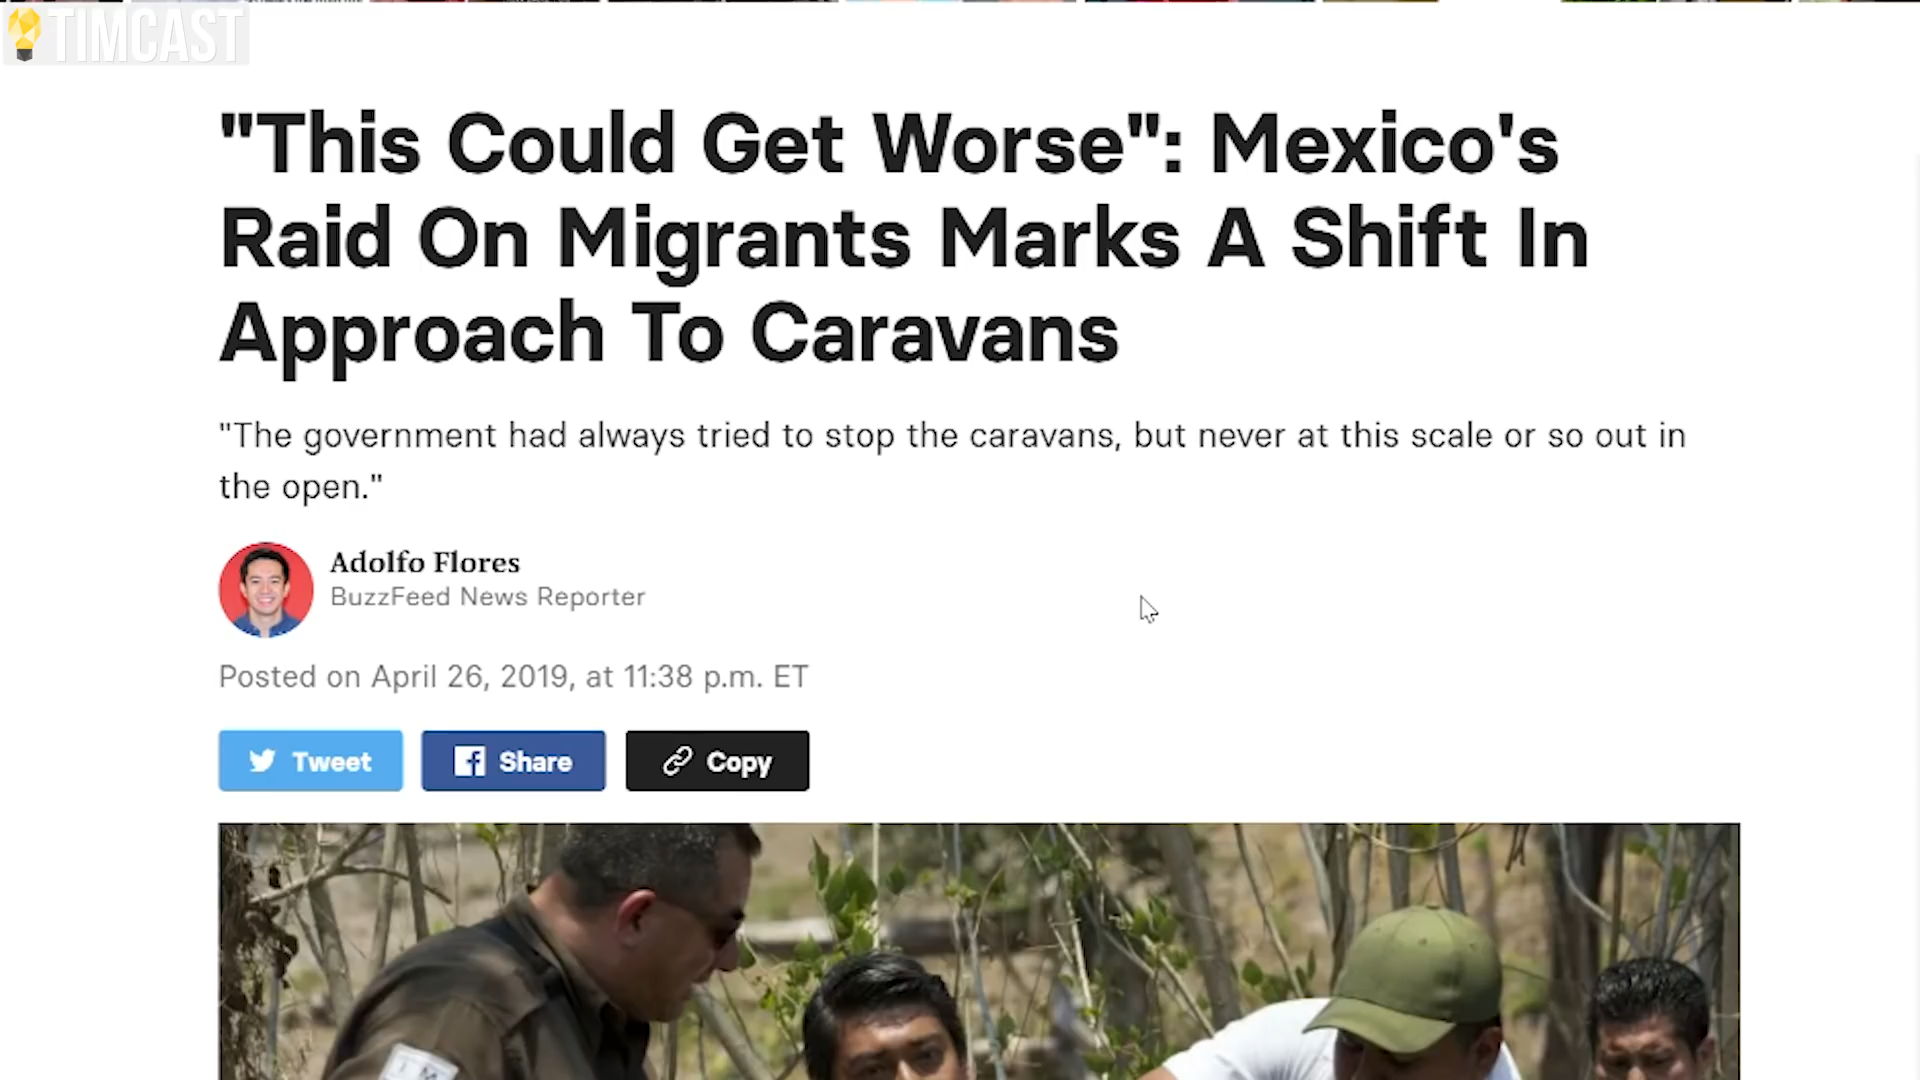 TIMCAST
"This Could Get Worse": Mexico's
Raid On Migrants Marks A Shift In
Approach To Caravans
"The government had always tried to stop the caravans, but never at this scale or so out in
the open."
Adolfo Flores
BuzzFeed News Reporter
Posted on April 26, 2019, at 11:38 p.m. ET
Tweet
Share
Copy